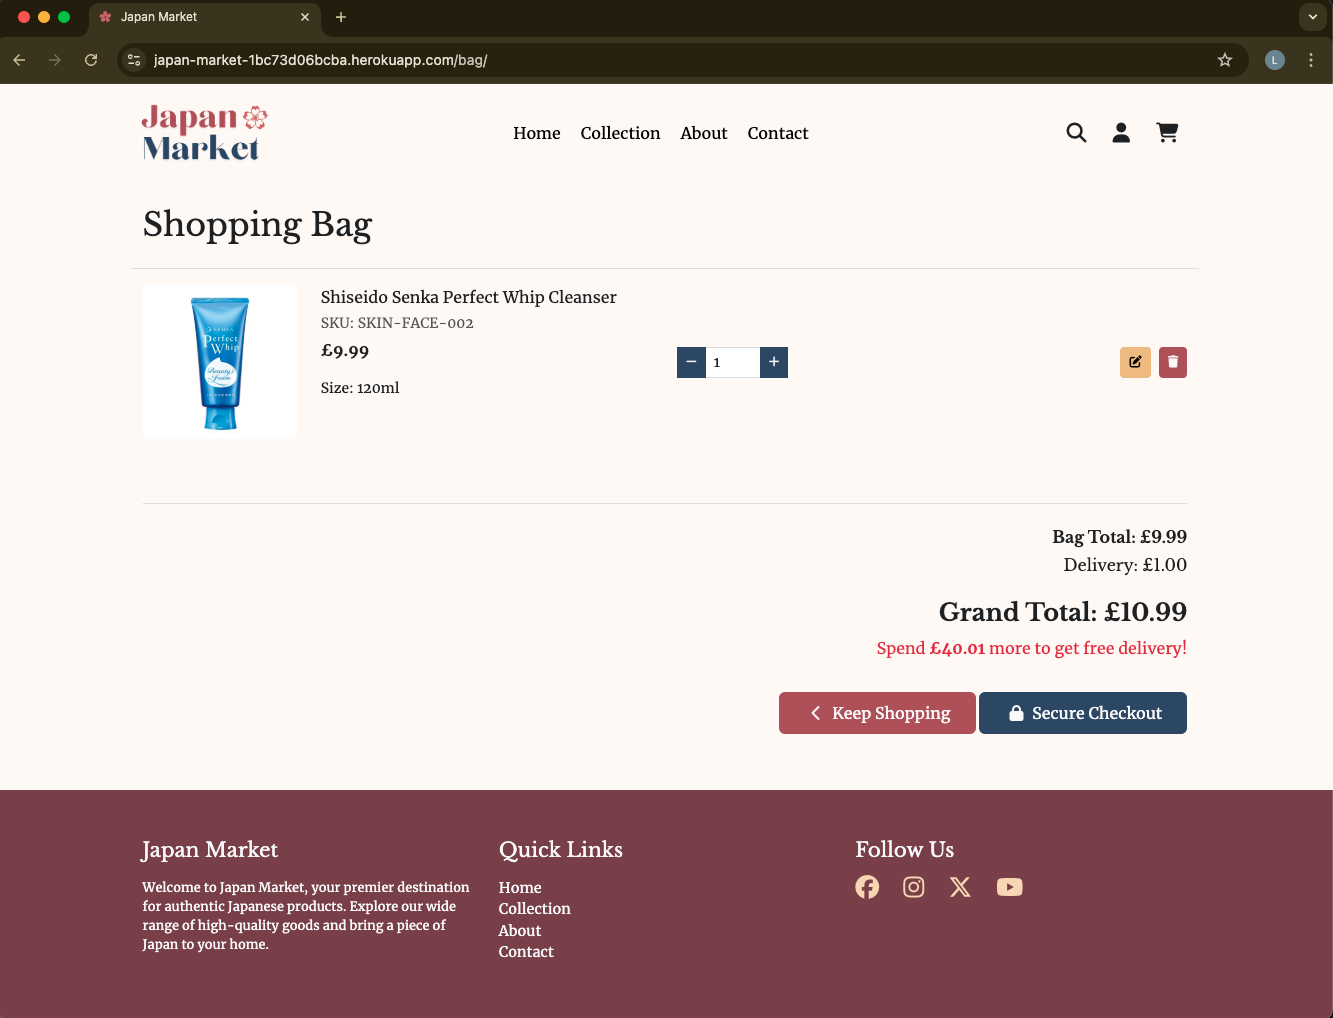 Japan Market
japan-market-1bc73d06bcba.herokuapp.com/bag/
L
Japan
Market
Home Collection About Contact
Shopping Bag
Shiseido Senka Perfect Whip Cleanser
SKU: SKIN-FACE-002
£9.99
Size: 120ml
Perfect
Whip
Beauty
Foam
1
Bag Total: £9.99
Delivery: £1.00
Grand Total: £10.99
Spend £40.01 more to get free delivery!
Keep Shopping
Secure Checkout
Japan Market
Welcome to Japan Market, your premier destination
for authentic Japanese products. Explore our wide
range of high-quality goods and bring a piece of
Japan to your home.
Quick Links
Home
Collection
About
Contact
Follow Us